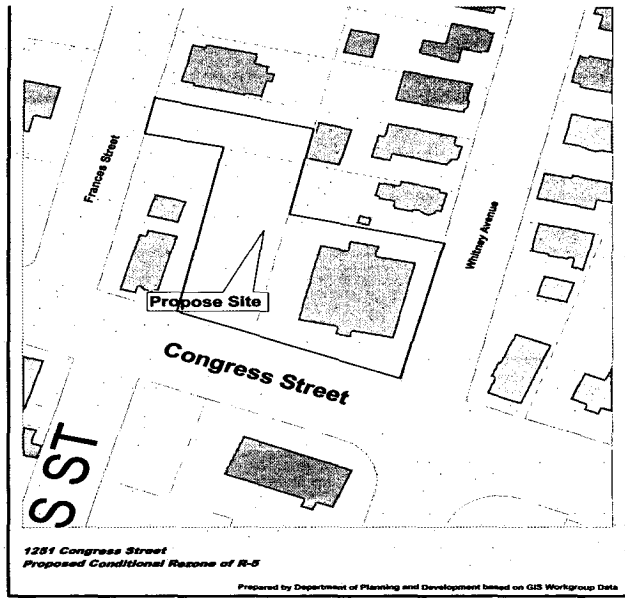 Frances Street
Whitney Avenue
Propose Site
Congress Street
S ST
1251 Congress Street
Proposed Conditional Rezone of R-5
Prepared by Department of Planning and Development based on GIS Workgroup Data